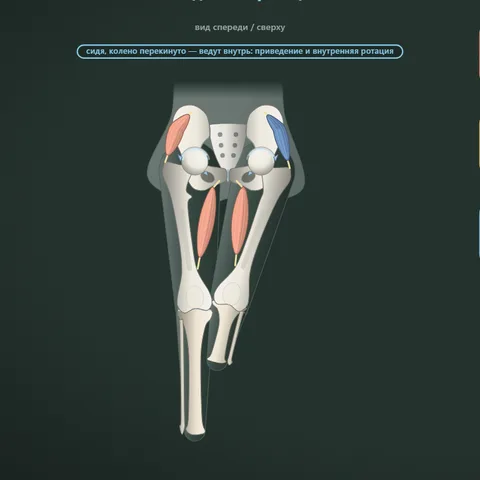 вид спереди / сверху
сидя, колено перекинуто — ведут внутрь: приведение и внутренняя ротация